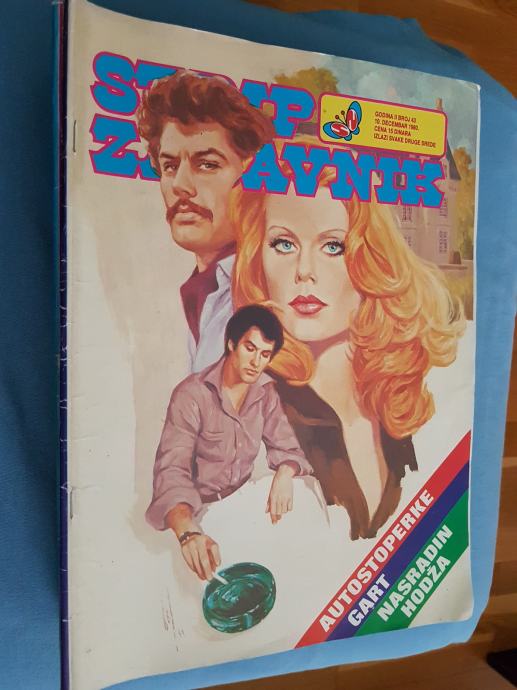 STRIP
ZABAVNIK
SN
GODINA II BROJ 43
10. DECEMBAR 1980.
CENA 15 DINARA
IZLAZI SVAKE DRUGE SREDE
AUTOSTOPERKE
GART
NASRADIN
HODŽA